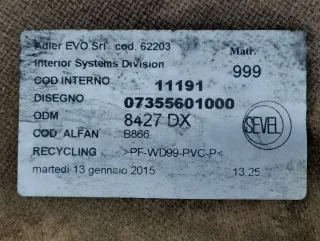 Adler EVO Srl cod. 62203 Matr.
Interior Systems Division 999
COD INTERNO 11191
DISEGNO 07355601000
ODM 8427 DX
COD ALFAN B866
RECYCLING >PF-WD99-PVC-P<
martedì 13 gennaio 2015 13.25
SEVEL